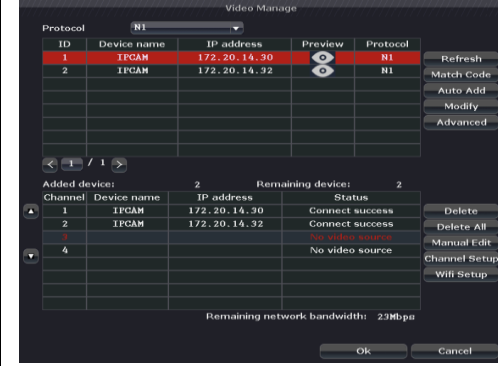 Video Manage
Protocol N1
ID Device name IP address Preview Protocol
1 IPCAM 172.20.14.30 N1 Refresh
2 IPCAM 172.20.14.32 N1 Match Code
Auto Add
Modify
Advanced
< 1 / 1 >
Added device: 2 Remaining device: 2
Channel Device name IP address Status
1 IPCAM 172.20.14.30 Connect success Delete
2 IPCAM 172.20.14.32 Connect success Delete All
3 No video source Manual Edit
4 No video source Channel Setup
Wifi Setup
Remaining network bandwidth: 23Mbps
Ok Cancel